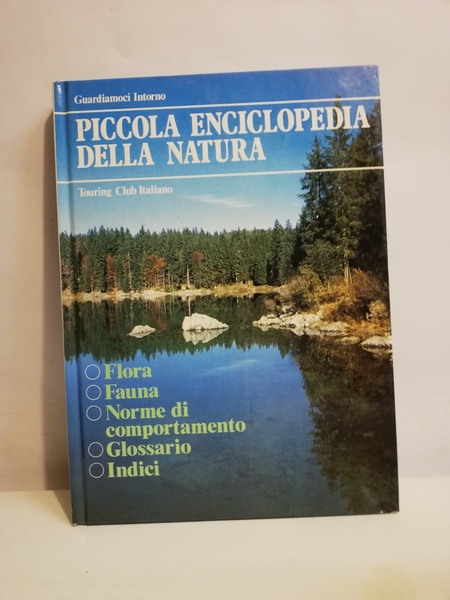 Guardiamoci Intorno
PICCOLA ENCICLOPEDIA
DELLA NATURA
Touring Club Italiano
Flora
Fauna
Norme di
comportamento
Glossario
Indici